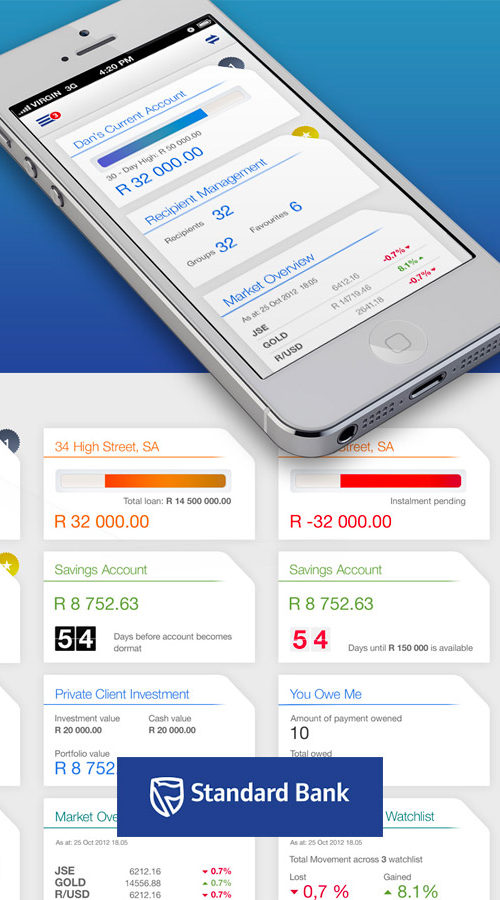 VIRGIN 3G
4:20 PM
3
1
Dan's Current Account
30 - Day High: R 50 000.00
R 32 000.00
Recipient Management
Recipients 32
Favourites 6
Groups 32
Market Overview
As at: 25 Oct 2012 18.05
JSE 6412.16 -0.7%
GOLD R 14719.46 8.1%
R/USD 2641.18 -0.7%
1
34 High Street, SA
Total loan: R 14 500 000.00
R 32 000.00
reet, SA
Instalment pending
R -32 000.00
Savings Account
R 8 752.63
54 Days before account becomes
dormat
Savings Account
R 8 752.63
54 Days until R 150 000 is available
Private Client Investment
Investment value Cash value
R 20 000.00 R 20 000.00
Portfolio value
R 8 752.
You Owe Me
Amount of payment owened
10
Total owed
Standard Bank
Market Ove
As at: 25 Oct 2012 18.05
JSE 6212.16 0.7%
GOLD 14556.88 0.7%
R/USD 6212.16 0.7%
Watchlist
As at: 25 Oct 2012 18.05
Total Movement across 3 watchlist
Lost Gained
0,7 % 8.1%